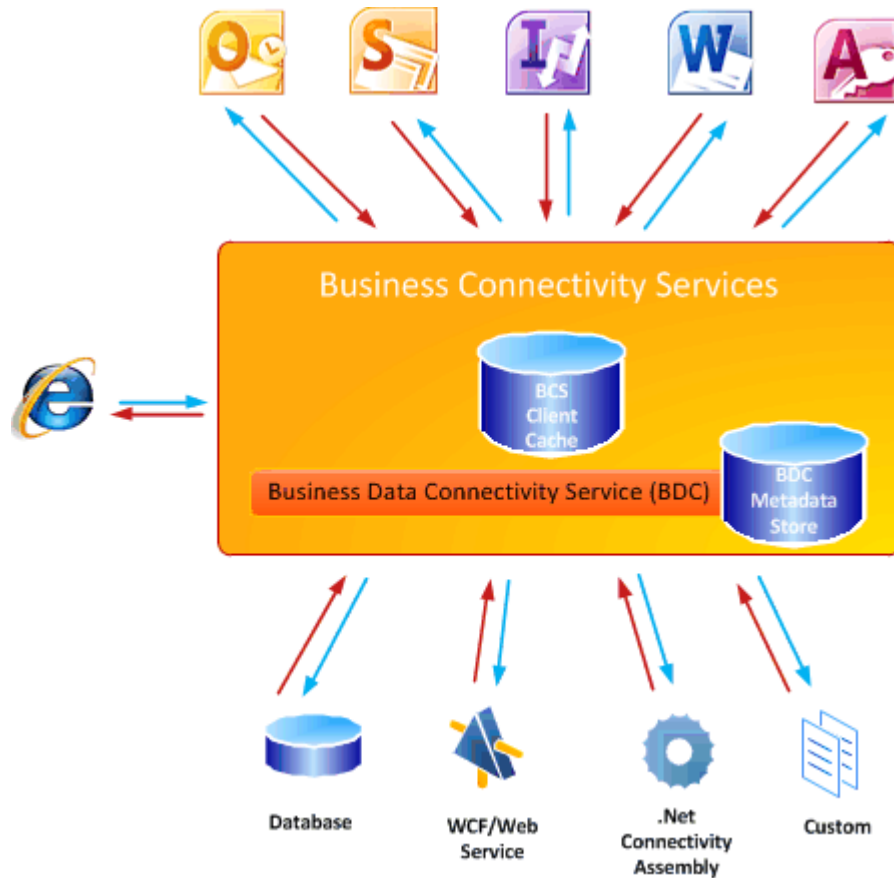 O
S
I
W
A
Business Connectivity Services
BCS
Client
Cache
Business Data Connectivity Service (BDC)
BDC
Metadata
Store
Database
WCF/Web
Service
.Net
Connectivity
Assembly
Custom